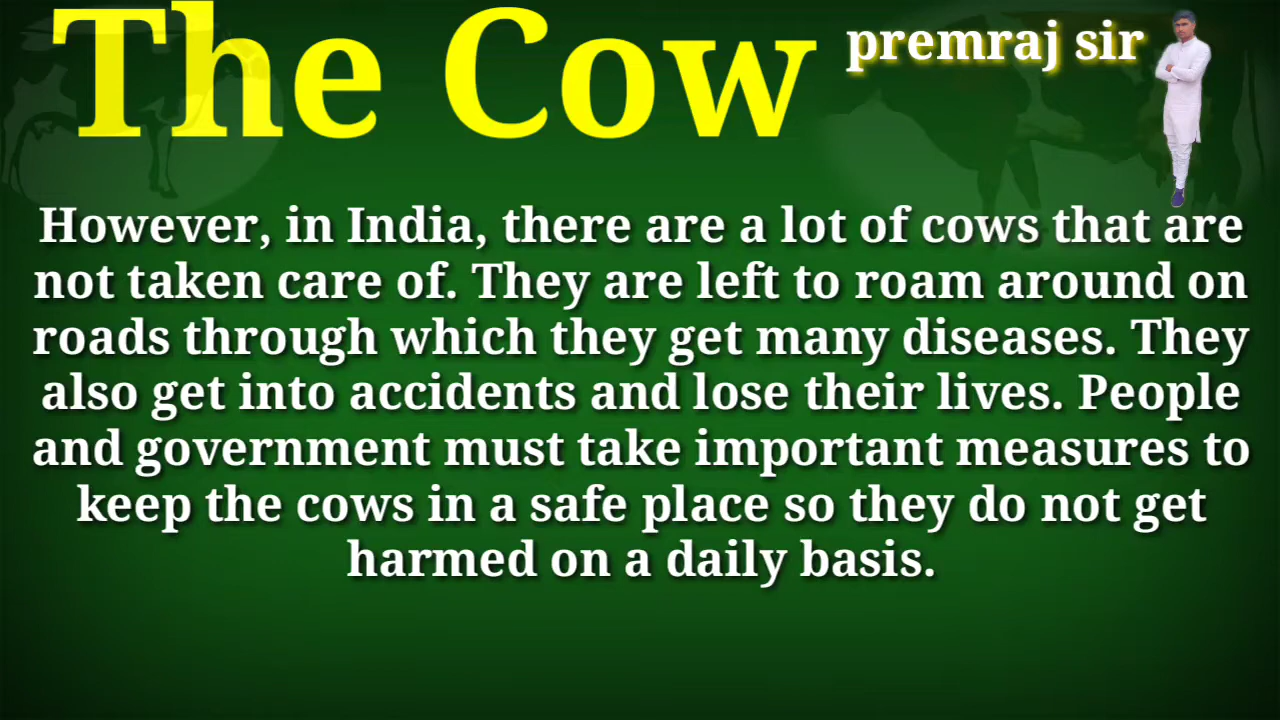 The Cow
premraj sir
However, in India, there are a lot of cows that are
not taken care of. They are left to roam around on
roads through which they get many diseases. They
also get into accidents and lose their lives. People
and government must take important measures to
keep the cows in a safe place so they do not get
harmed on a daily basis.